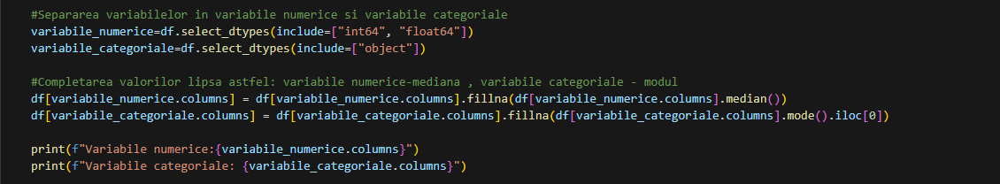 #Separarea variabilelor in variabile numerice si variabile categoriale
variabile_numerice=df.select_dtypes(include=["int64", "float64"])
variabile_categoriale=df.select_dtypes(include=["object"])
#Completarea valorilor lipsa astfel: variabile numerice-mediana , variabile categoriale - modul
df[variabile_numerice.columns] = df[variabile_numerice.columns].fillna(df[variabile_numerice.columns].median())
df[variabile_categoriale.columns] = df[variabile_categoriale.columns].fillna(df[variabile_categoriale.columns].mode().iloc[0])
print(f"Variabile numerice:{variabile_numerice.columns}")
print(f"Variabile categoriale: {variabile_categoriale.columns}")